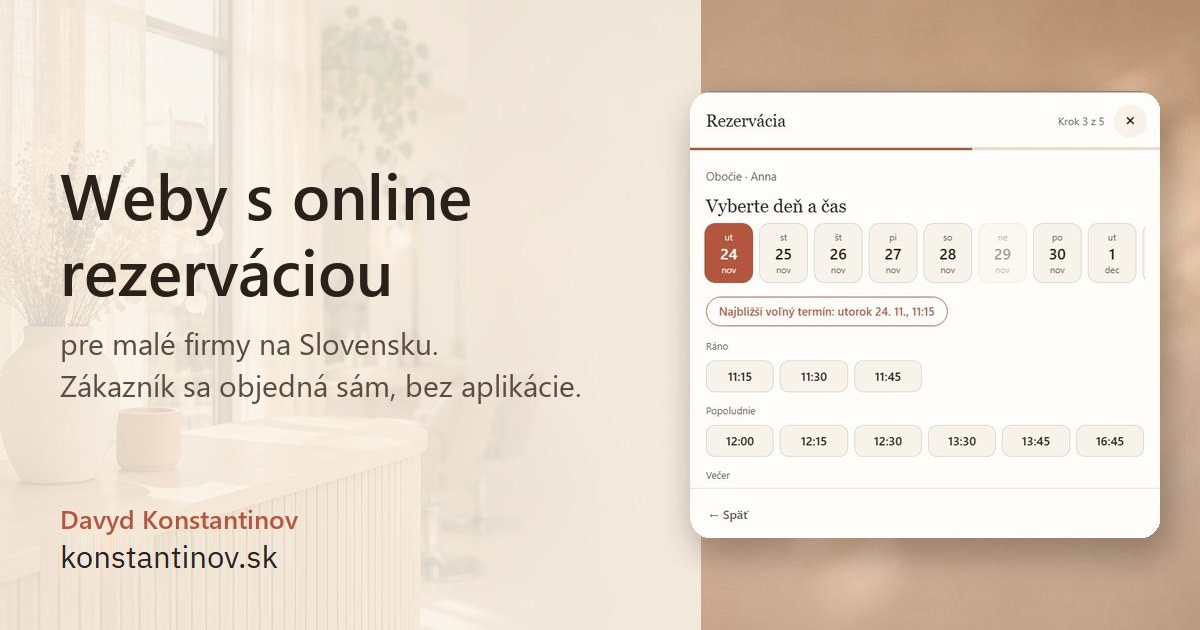 Weby s online
rezerváciou
pre malé firmy na Slovensku.
Zákazník sa objedná sám, bez aplikácie.
Davyd Konstantinov
konstantinov.sk
Rezervácia
Krok 3 z 5 ×
Obočie · Anna
Vyberte deň a čas
ut st št pi so ne po ut
24 25 26 27 28 29 30 1
nov nov nov nov nov nov nov dec
Najbližší voľný termín: utorok 24. 11., 11:15
Ráno
11:15 11:30 11:45
Popoludnie
12:00 12:15 12:30 13:30 13:45 16:45
Večer
← Späť